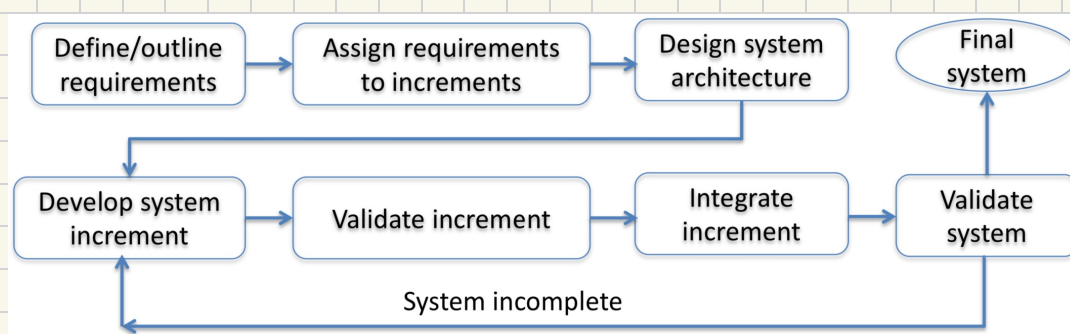 Define/outline
requirements
Assign requirements
to increments
Design system
architecture
Final
system
Develop system
increment
Validate increment
Integrate
increment
Validate
system
System incomplete